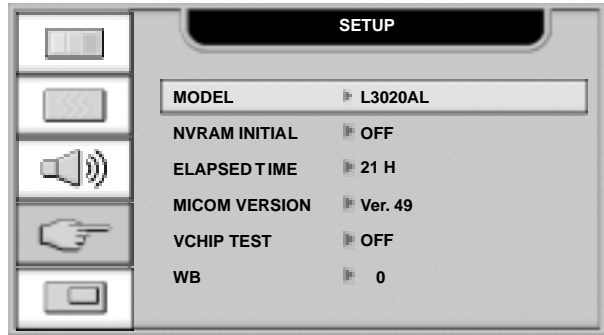 SETUP
MODEL L3020AL
NVRAM INITIAL OFF
ELAPSED TIME 21 H
MICOM VERSION Ver. 49
VCHIP TEST OFF
WB 0